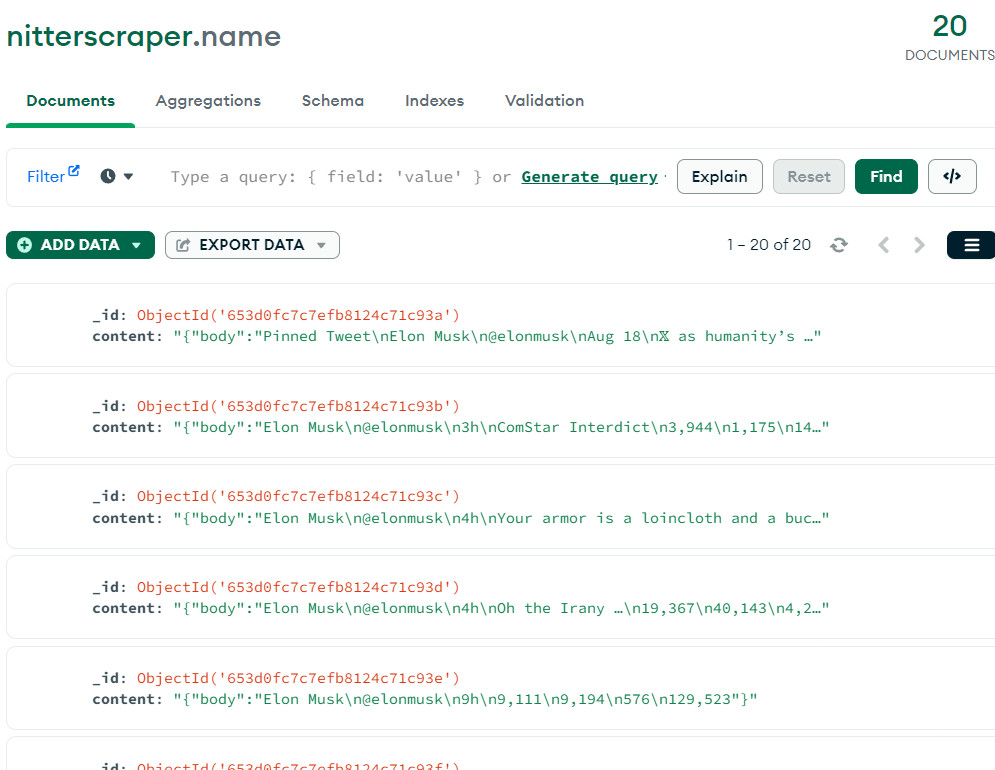 nitterscraper.name
20
DOCUMENTS
Documents Aggregations Schema Indexes Validation
Filter Type a query: { field: 'value' } or Generate query Explain Reset Find </>
ADD DATA EXPORT DATA 1 – 20 of 20
_id: ObjectId('653d0fc7c7efb8124c71c93a')
content: "{"body":"Pinned Tweet\nElon Musk\n@elonmusk\nAug 18\n𝕏 as humanity’s …"
_id: ObjectId('653d0fc7c7efb8124c71c93b')
content: "{"body":"Elon Musk\n@elonmusk\n3h\nComStar Interdict\n3,944\n1,175\n14…"
_id: ObjectId('653d0fc7c7efb8124c71c93c')
content: "{"body":"Elon Musk\n@elonmusk\n4h\nYour armor is a loincloth and a buc…"
_id: ObjectId('653d0fc7c7efb8124c71c93d')
content: "{"body":"Elon Musk\n@elonmusk\n4h\nOh the Irany …\n19,367\n40,143\n4,2…"
_id: ObjectId('653d0fc7c7efb8124c71c93e')
content: "{"body":"Elon Musk\n@elonmusk\n9h\n9,111\n9,194\n576\n129,523"}"
_id: ObjectId('653d0fc7c7efb8124c71c93f')